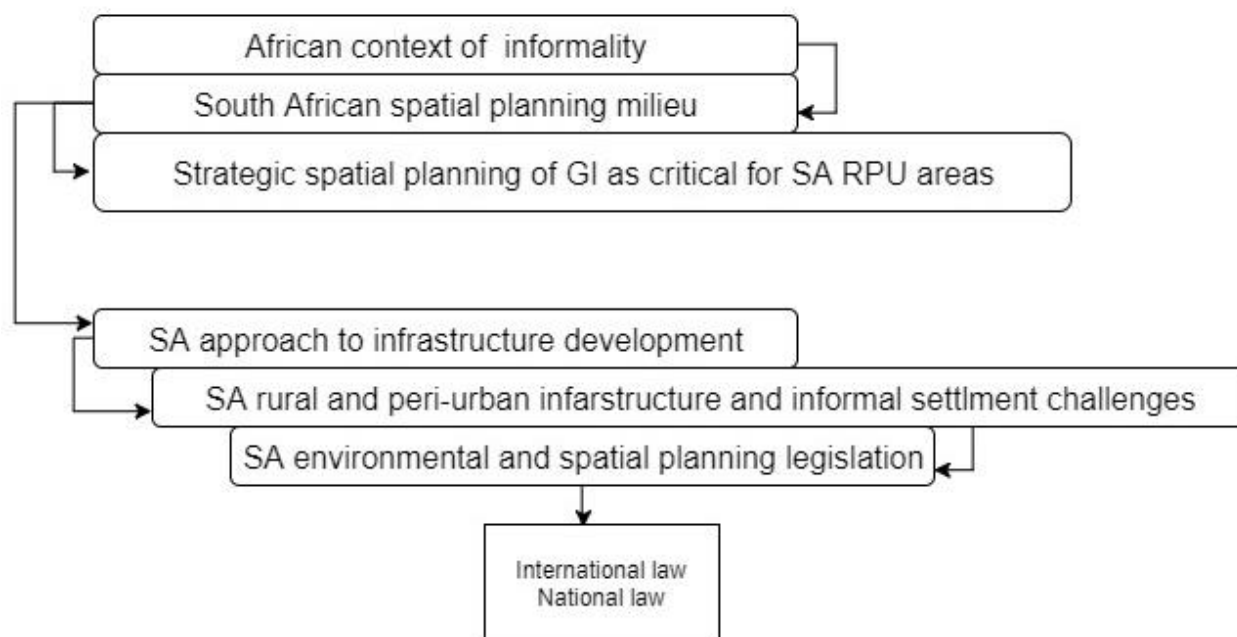 African context of informality
South African spatial planning milieu
Strategic spatial planning of GI as critical for SA RPU areas
SA approach to infrastructure development
SA rural and peri-urban infarstructure and informal settlment challenges
SA environmental and spatial planning legislation
International law
National law